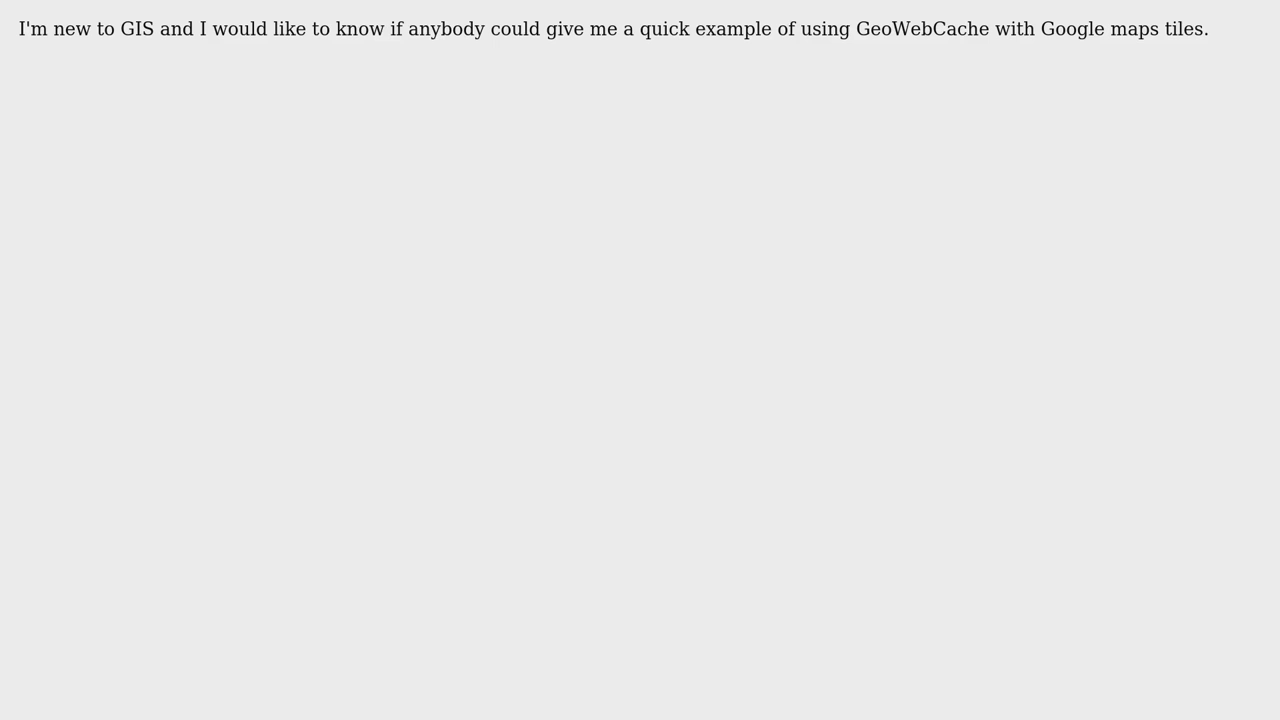 I'm new to GIS and I would like to know if anybody could give me a quick example of using GeoWebCache with Google maps tiles.